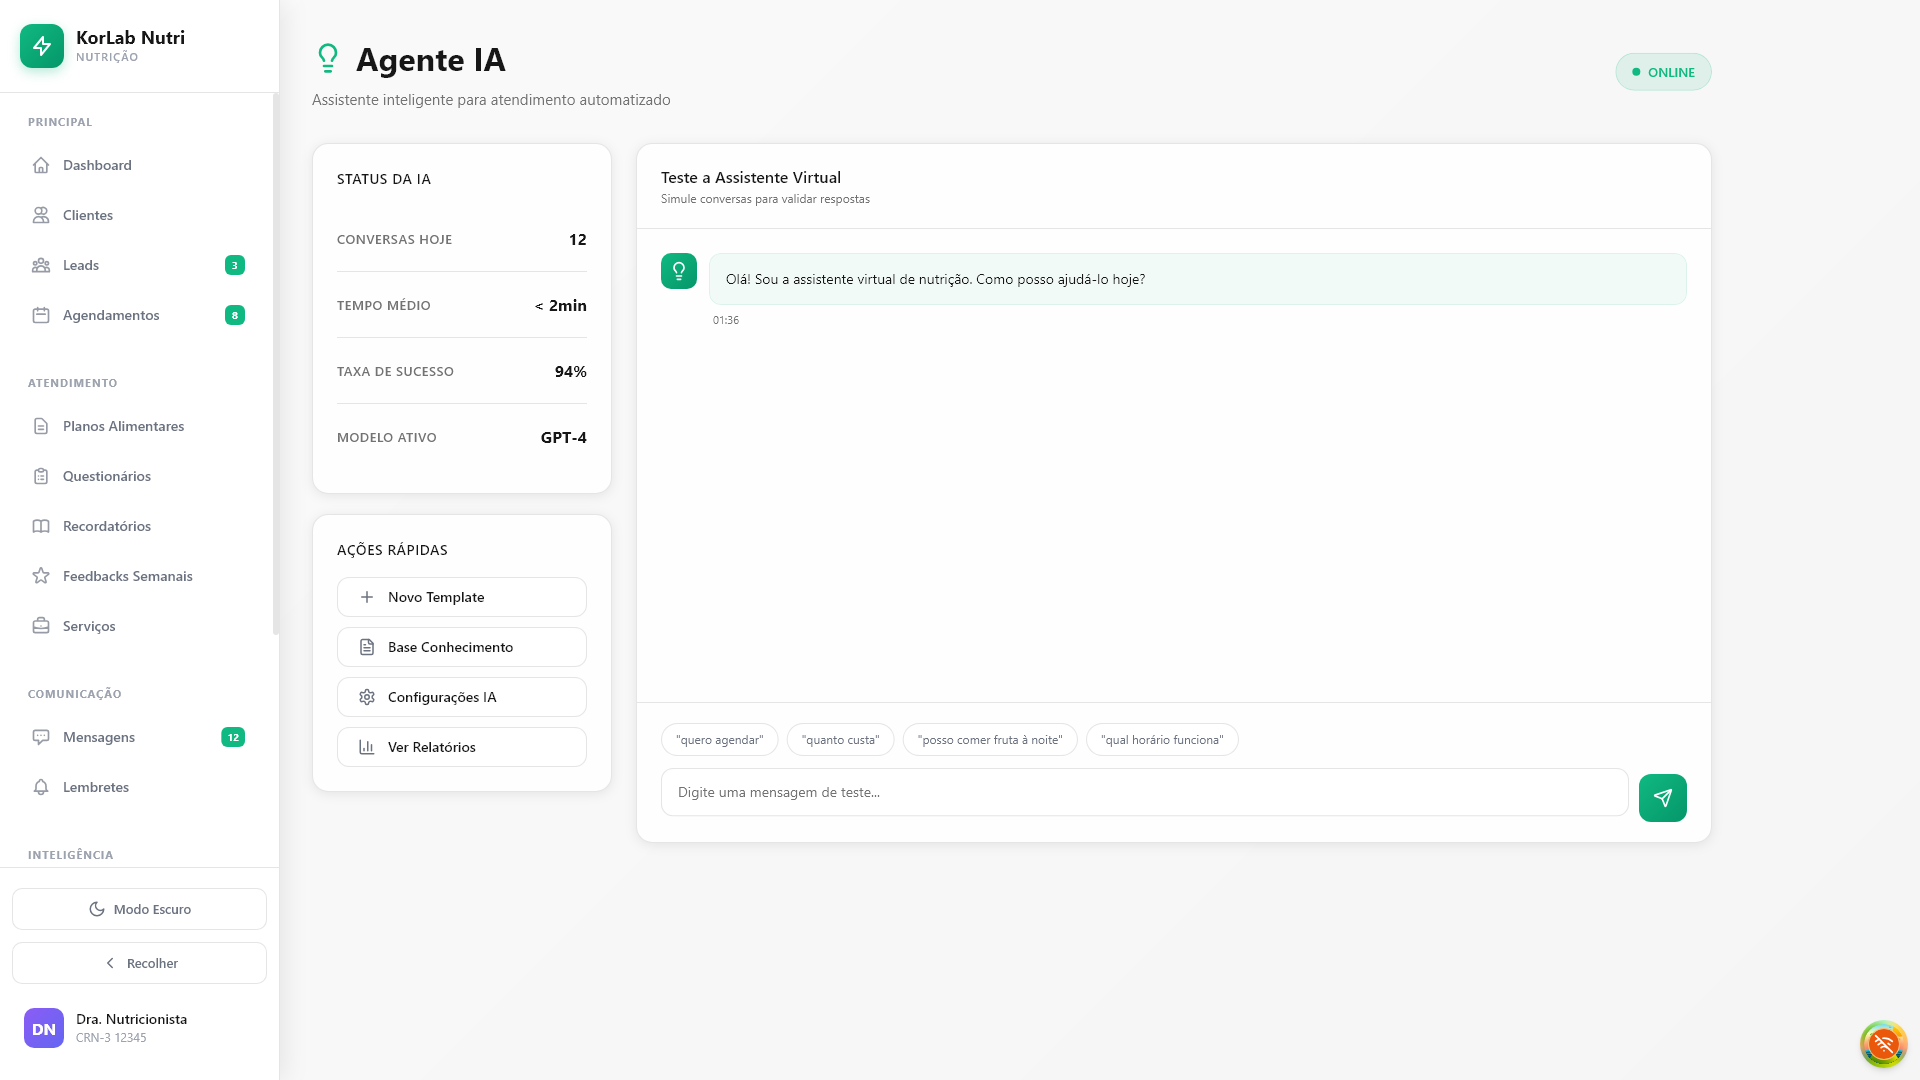 KorLab Nutri
NUTRIÇÃO
PRINCIPAL
Dashboard
Clientes
Leads
3
Agendamentos
8
ATENDIMENTO
Planos Alimentares
Questionários
Recordatórios
Feedbacks Semanais
Serviços
COMUNICAÇÃO
Mensagens
12
Lembretes
INTELIGÊNCIA
Modo Escuro
Recolher
DN
Dra. Nutricionista
CRN-3 12345
Agente IA
Assistente inteligente para atendimento automatizado
ONLINE
STATUS DA IA
CONVERSAS HOJE
12
TEMPO MÉDIO
< 2min
TAXA DE SUCESSO
94%
MODELO ATIVO
GPT-4
AÇÕES RÁPIDAS
Novo Template
Base Conhecimento
Configurações IA
Ver Relatórios
Teste a Assistente Virtual
Simule conversas para validar respostas
Olá! Sou a assistente virtual de nutrição. Como posso ajudá-lo hoje?
01:36
"quero agendar"
"quanto custa"
"posso comer fruta à noite"
"qual horário funciona"
Digite uma mensagem de teste...